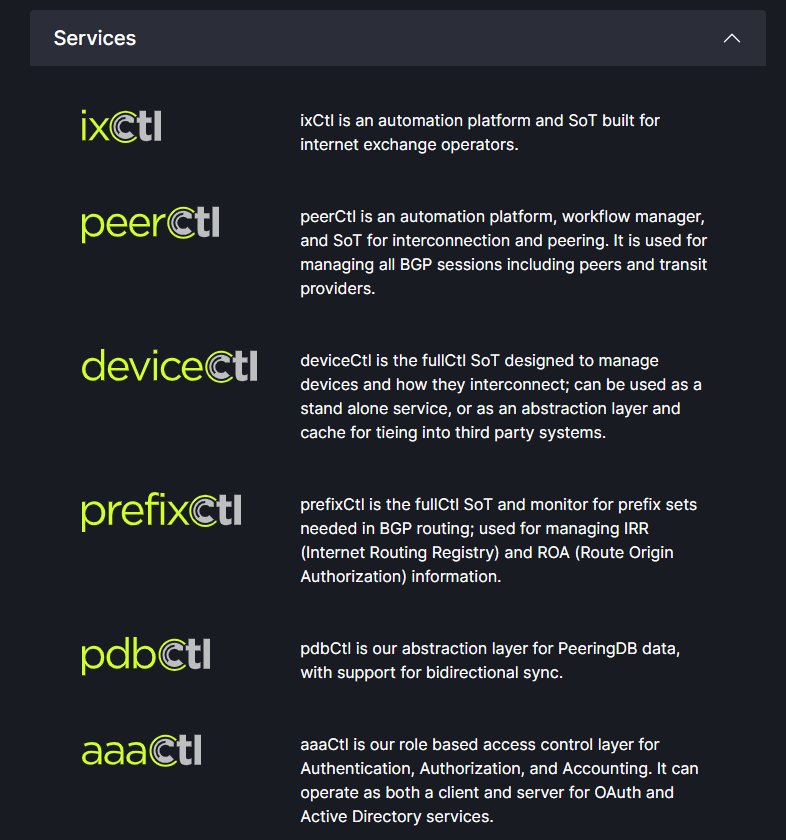 Services
ixCtl
ixCtl is an automation platform and SoT built for
internet exchange operators.
peerCtl
peerCtl is an automation platform, workflow manager,
and SoT for interconnection and peering. It is used for
managing all BGP sessions including peers and transit
providers.
deviceCtl
deviceCtl is the fullCtl SoT designed to manage
devices and how they interconnect; can be used as a
stand alone service, or as an abstraction layer and
cache for tieing into third party systems.
prefixCtl
prefixCtl is the fullCtl SoT and monitor for prefix sets
needed in BGP routing; used for managing IRR
(Internet Routing Registry) and ROA (Route Origin
Authorization) information.
pdbCtl
pdbCtl is our abstraction layer for PeeringDB data,
with support for bidirectional sync.
aaaCtl
aaaCtl is our role based access control layer for
Authentication, Authorization, and Accounting. It can
operate as both a client and server for OAuth and
Active Directory services.